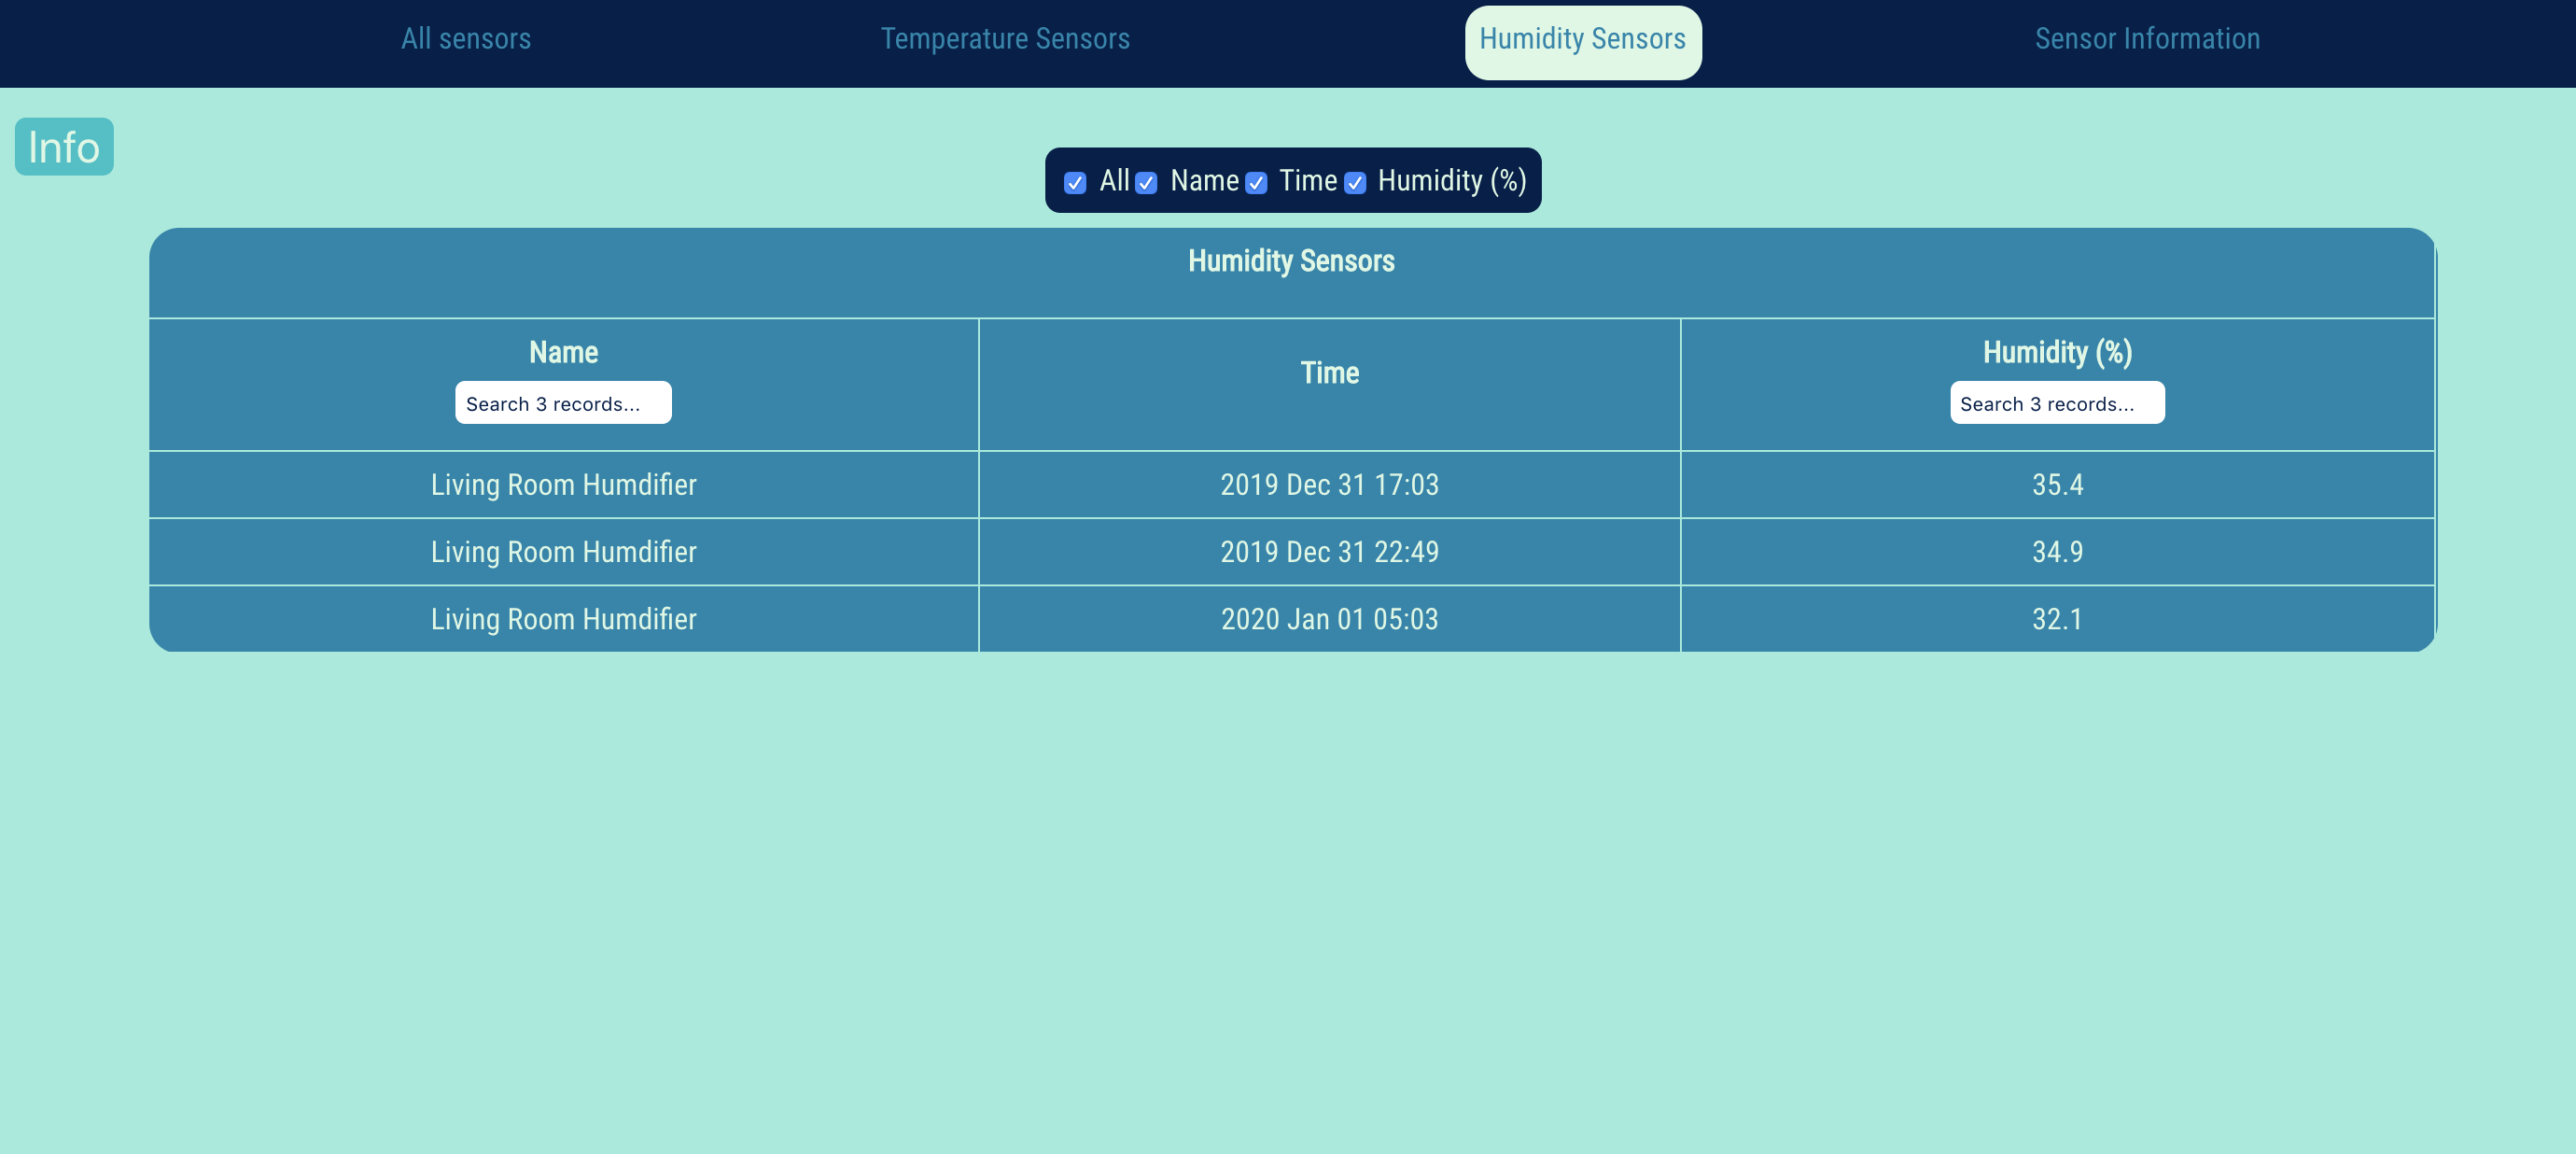 All sensors Temperature Sensors Humidity Sensors Sensor Information
Info
All Name Time Humidity (%)
Humidity Sensors
Name Time Humidity (%)
Search 3 records... Search 3 records...
Living Room Humdifier 2019 Dec 31 17:03 35.4
Living Room Humdifier 2019 Dec 31 22:49 34.9
Living Room Humdifier 2020 Jan 01 05:03 32.1